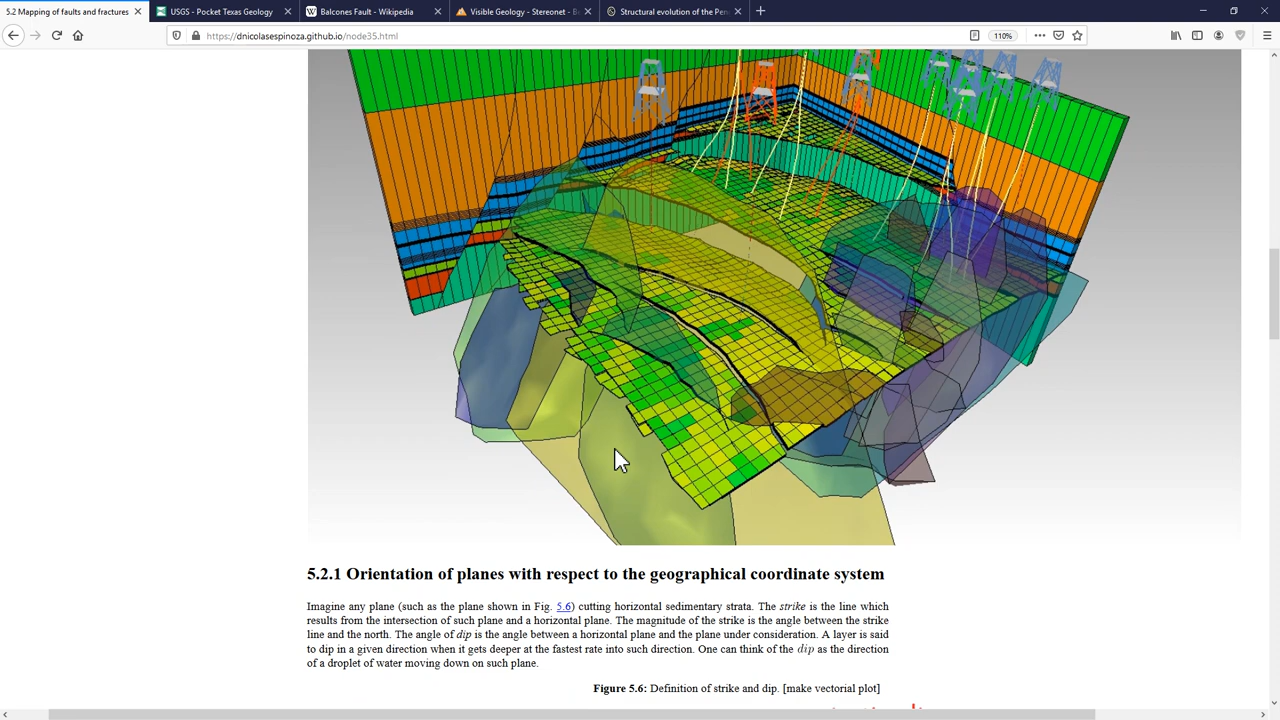 5.2 Mapping of faults and fractures
USGS - Pocket Texas Geology
Balcones Fault - Wikipedia
Visible Geology - Stereonet - B
Structural evolution of the Pen
https://dnicolasespinoza.github.io/node35.html
110%
5.2.1 Orientation of planes with respect to the geographical coordinate system
Imagine any plane (such as the plane shown in Fig. 5.6) cutting horizontal sedimentary strata. The strike is the line which
results from the intersection of such plane and a horizontal plane. The magnitude of the strike is the angle between the strike
line and the north. The angle of dip is the angle between a horizontal plane and the plane under consideration. A layer is said
to dip in a given direction when it gets deeper at the fastest rate into such direction. One can think of the dip as the direction
of a droplet of water moving down on such plane.
Figure 5.6: Definition of strike and dip. [make vectorial plot]